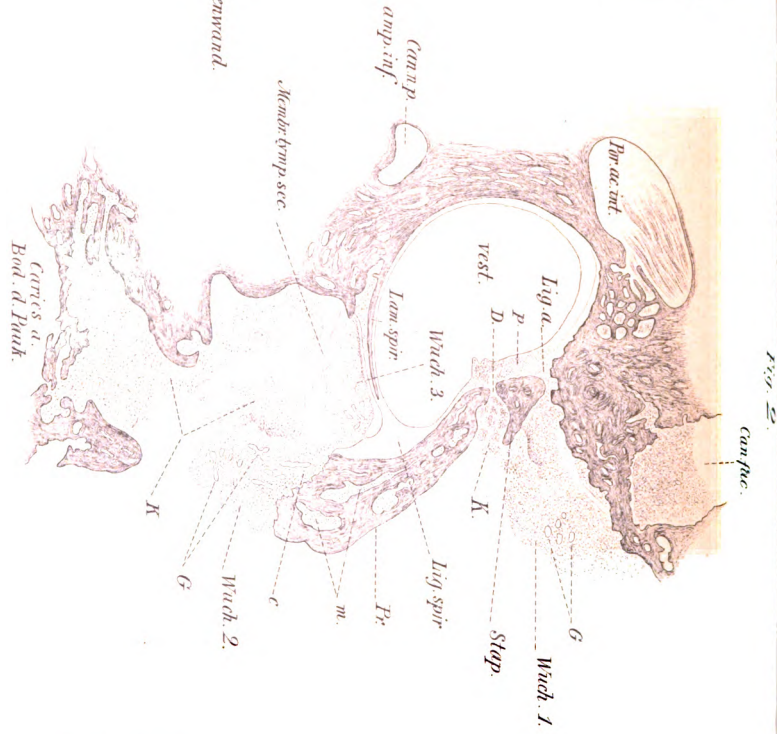 Fig. 2.
Can. fac.
Por. ac. int.
Can. n. p.
amp. inf.
Membr. tymp. sec.
nwand.
Lig. a.
P
D.
vest.
Lam. spir
Wuch. 3.
Caries a.
Bod. d. Pauk.
K
G
Wuch. 2.
c
m.
Pr.
Lig. spir
K.
Stap.
Wuch. 1.
G